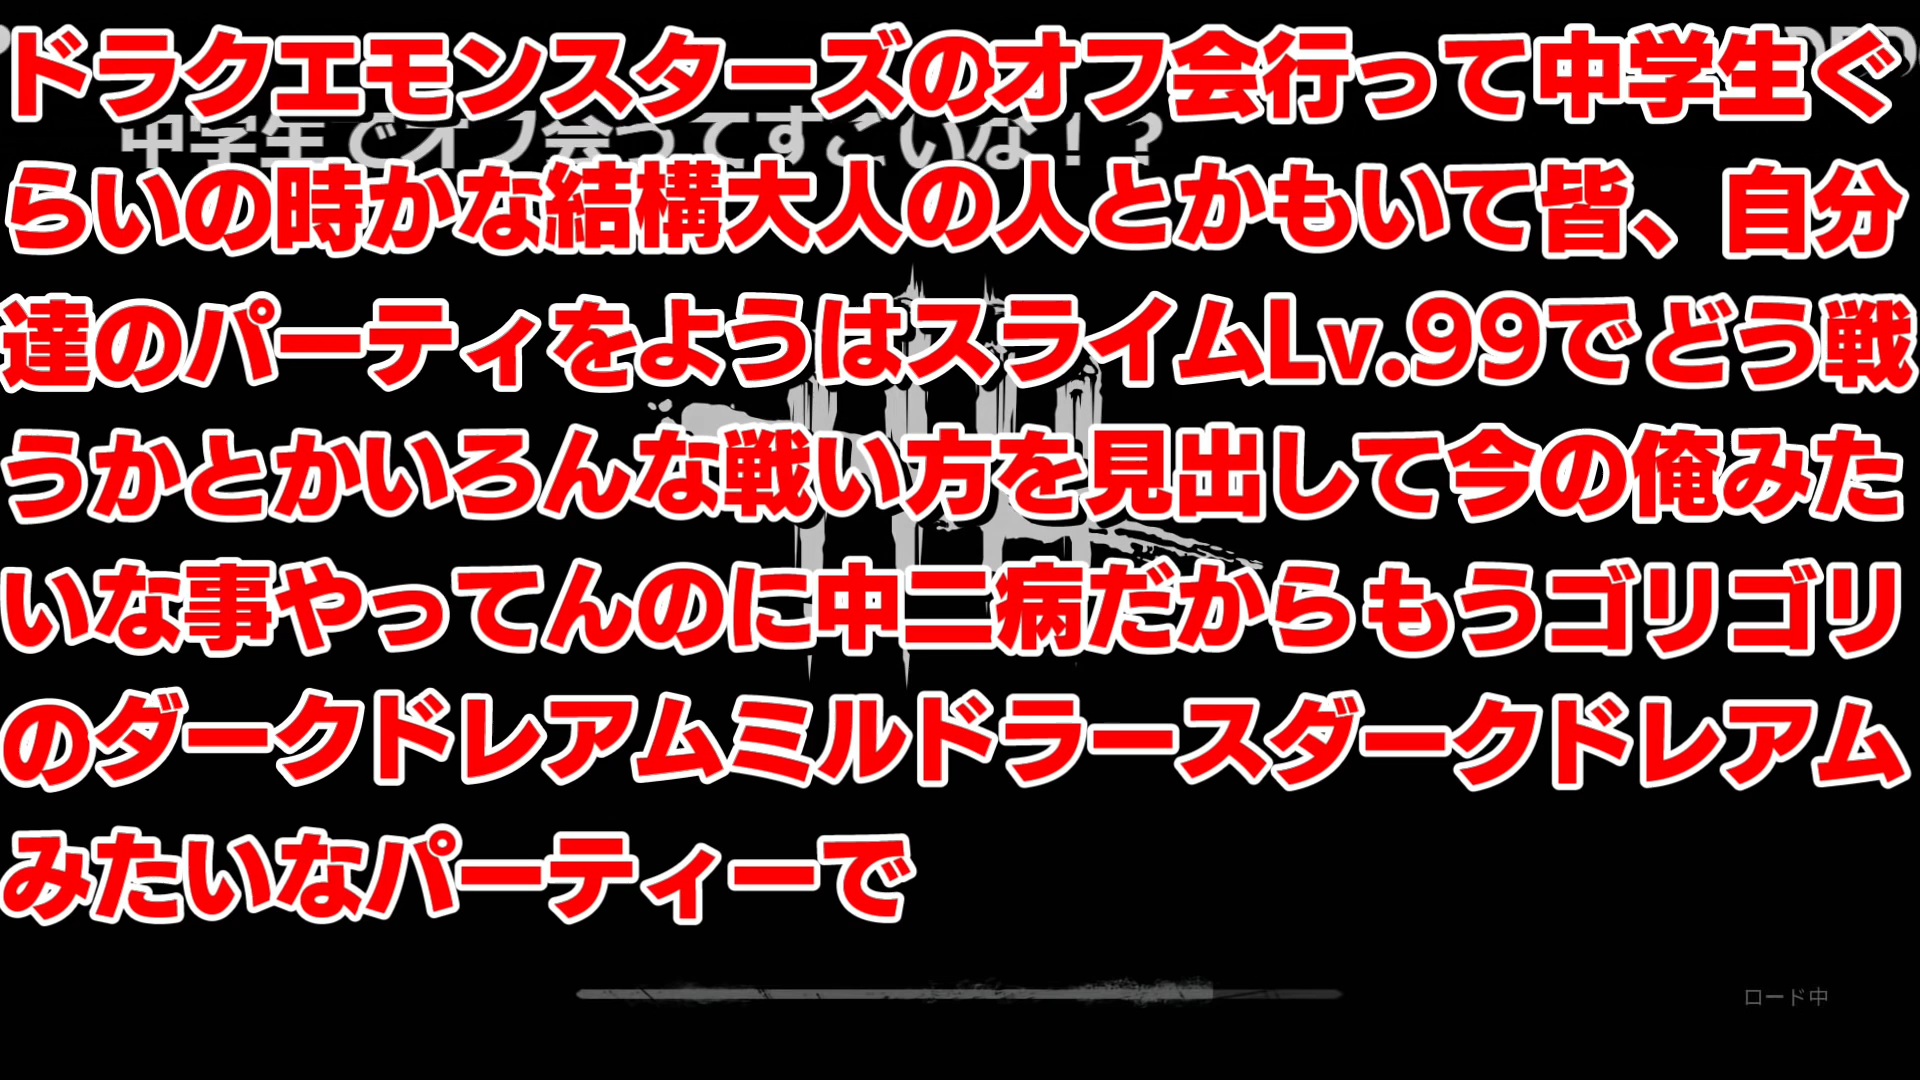 ドラクエモンスターズのオフ会行って中学生ぐ
中学生でオフ会ってすごいな！？
らいの時かな結構大人の人とかもいて皆、自分
達のパーティをようはスライムLv.99でどう戦
うかとかいろんな戦い方を見出して今の俺みた
いな事やってんのに中二病だからもうゴリゴリ
のダークドレアムミルドラースダークドレアム
みたいなパーティーで
ロード中